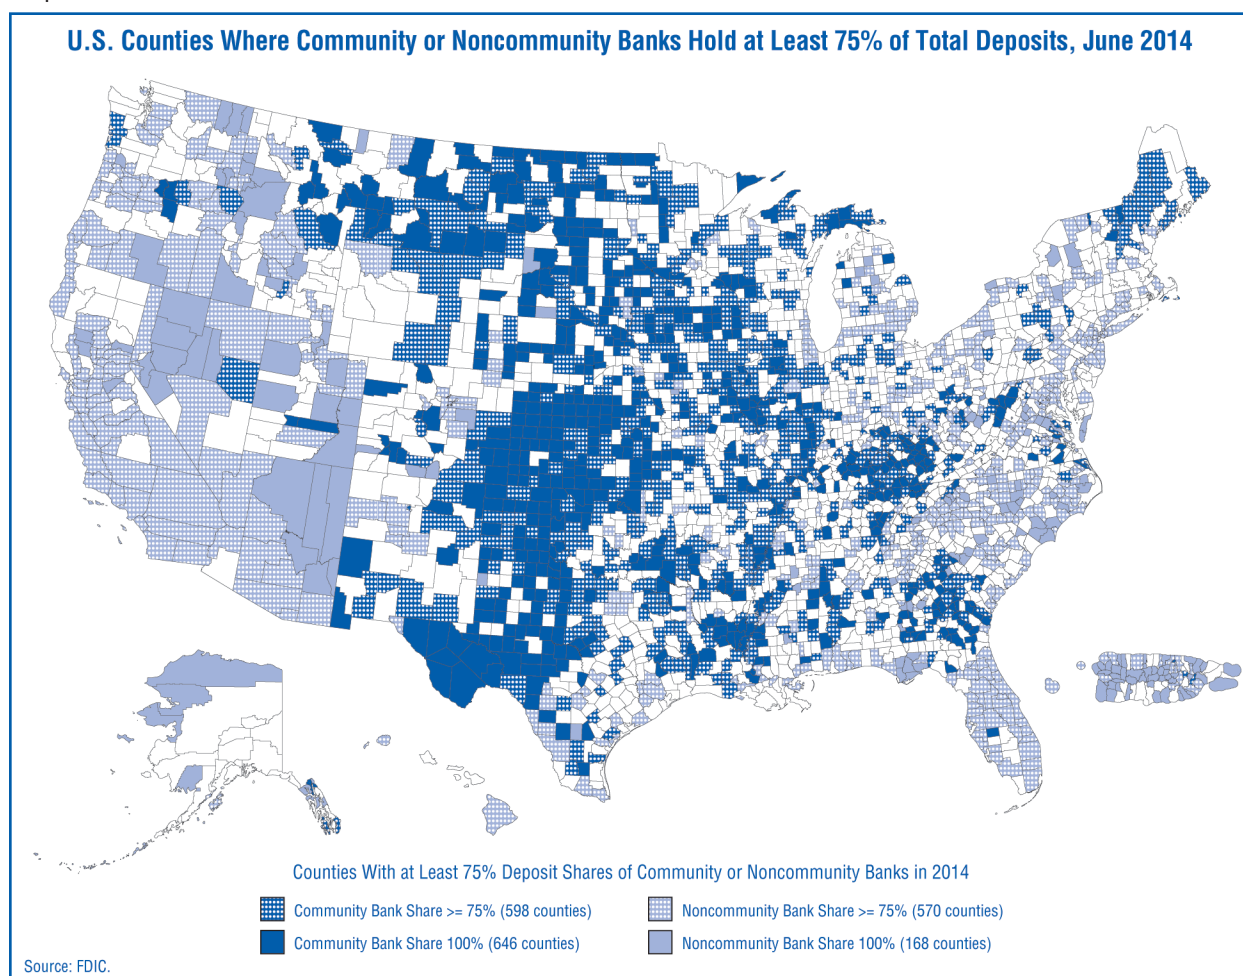 U.S. Counties Where Community or Noncommunity Banks Hold at Least 75% of Total Deposits, June 2014
Counties With at Least 75% Deposit Shares of Community or Noncommunity Banks in 2014
Community Bank Share >= 75% (598 counties)
Noncommunity Bank Share >= 75% (570 counties)
Community Bank Share 100% (646 counties)
Noncommunity Bank Share 100% (168 counties)
Source: FDIC.